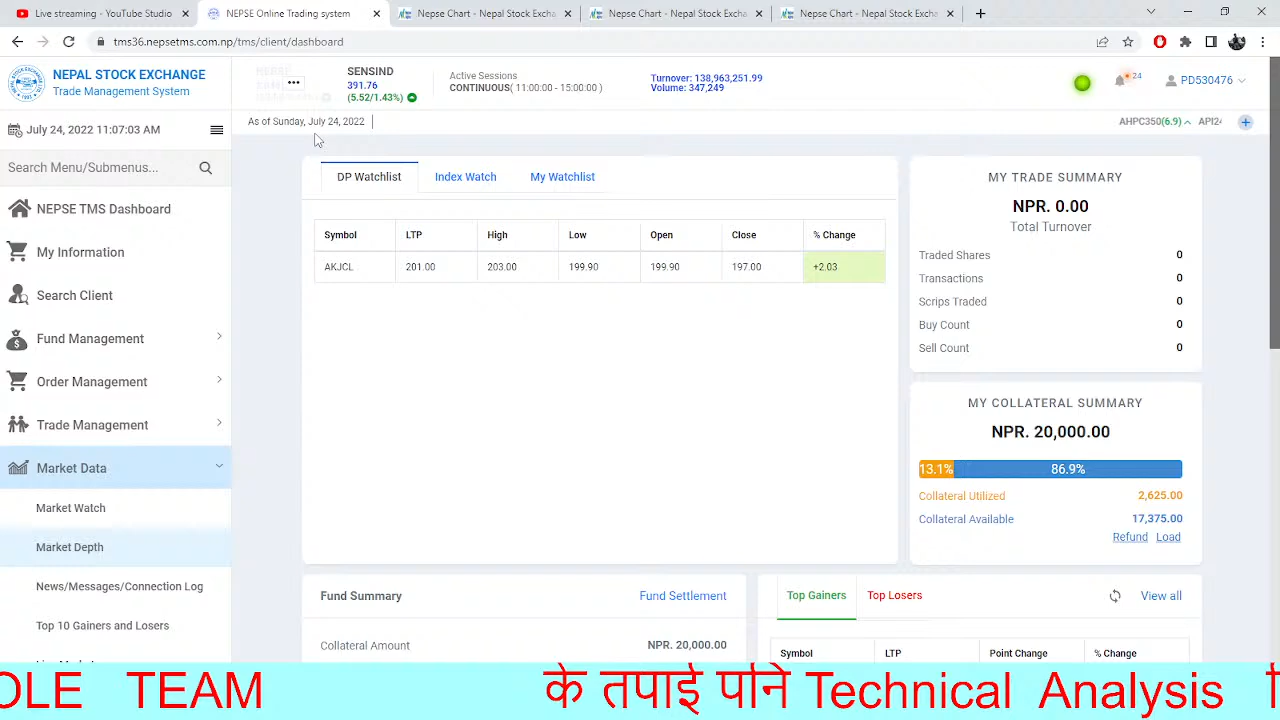 Live streaming - YouTube Studio
NEPSE Online Trading system
Nepse Chart - Nepal Stock Excha
Nepse Chart - Nepal Stock Excha
Nepse Chart - Nepal Stock Excha
tms36.nepsetms.com.np/tms/client/dashboard
NEPAL STOCK EXCHANGE
Trade Management System
SENSIND
391.76
(5.52/1.43%)
Active Sessions
CONTINUOUS( 11:00:00 - 15:00:00 )
Turnover: 138,963,251.99
Volume: 347,249
24
PD530476
July 24, 2022 11:07:03 AM
As of Sunday, July 24, 2022
AHPC350(6.9)
Search Menu/Submenus...
NEPSE TMS Dashboard
My Information
Search Client
Fund Management
Order Management
Trade Management
Market Data
Market Watch
Market Depth
News/Messages/Connection Log
Top 10 Gainers and Losers
DP Watchlist Index Watch My Watchlist
Symbol LTP High Low Open Close % Change
AKJCL 201.00 203.00 199.90 199.90 197.00 +2.03
MY TRADE SUMMARY
NPR. 0.00
Total Turnover
Traded Shares 0
Transactions 0
Scrips Traded 0
Buy Count 0
Sell Count 0
MY COLLATERAL SUMMARY
NPR. 20,000.00
13.1% 86.9%
Collateral Utilized 2,625.00
Collateral Available 17,375.00
Refund Load
Fund Summary Fund Settlement
Collateral Amount NPR. 20,000.00
Top Gainers Top Losers View all
Symbol LTP Point Change % Change
OLE TEAM के तपाई पनि Technical Analysis